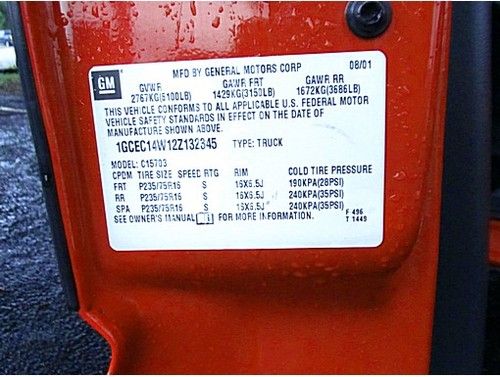 GM
MFD BY GENERAL MOTORS CORP 08/01
GVWR GAWR FRT GAWR RR
2767KG(6100LB) 1429KG(3150LB) 1672KG(3686LB)
THIS VEHICLE CONFORMS TO ALL APPLICABLE U.S. FEDERAL MOTOR
VEHICLE SAFETY STANDARDS IN EFFECT ON THE DATE OF
MANUFACTURE SHOWN ABOVE.
1GCEC14W12Z132345 TYPE: TRUCK
MODEL: C15703
CPDM TIRE SIZE SPEED RTG RIM COLD TIRE PRESSURE
FRT P235/75R16 S 16X6.5J 190KPA(28PSI)
RR P235/75R16 S 16X6.5J 240KPA(35PSI)
SPA P235/75R16 S 16X6.5J 240KPA(35PSI)
SEE OWNER'S MANUAL FOR MORE INFORMATION.
F 496
T 1449